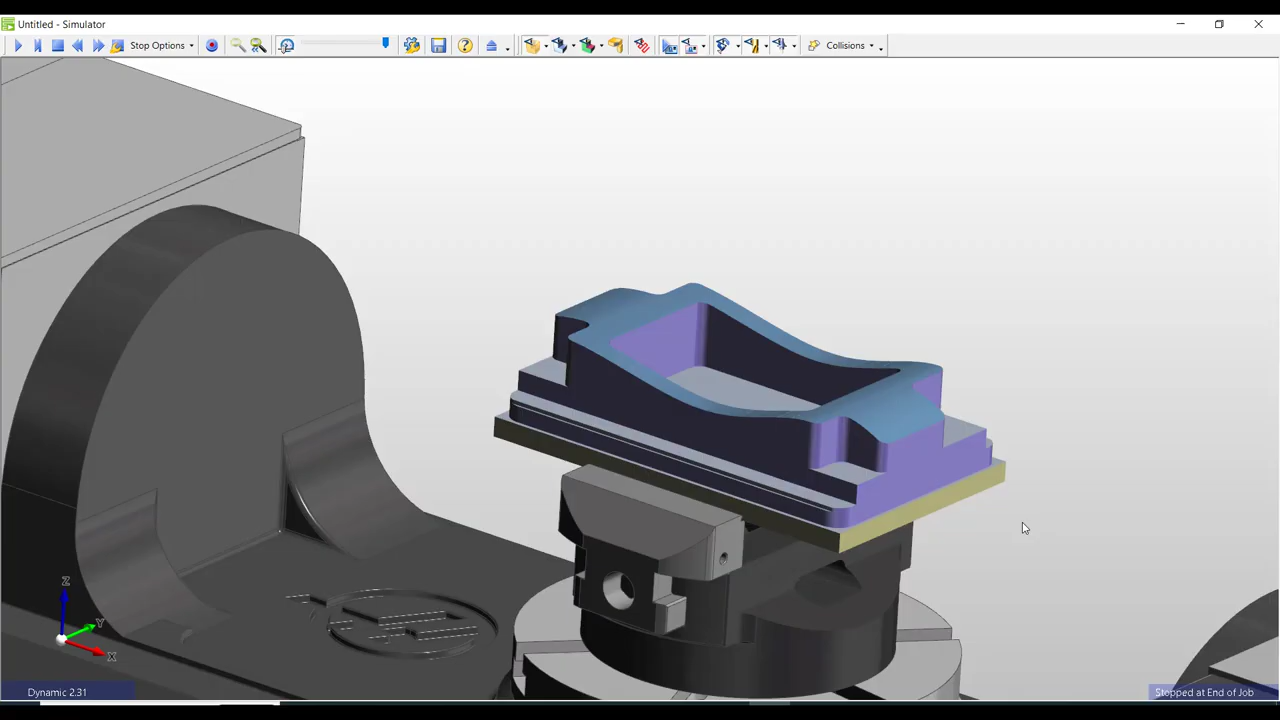 Untitled - Simulator
Stop Options
Collisions
Z
Y
X
Dynamic 2.31
Stopped at End of Job